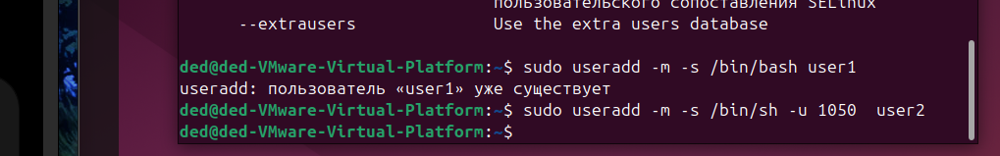 пользовательского сопоставления SELinux
--extrausers Use the extra users database
ded@ded-VMware-Virtual-Platform:~$ sudo useradd -m -s /bin/bash user1
useradd: пользователь «user1» уже существует
ded@ded-VMware-Virtual-Platform:~$ sudo useradd -m -s /bin/sh -u 1050  user2
ded@ded-VMware-Virtual-Platform:~$